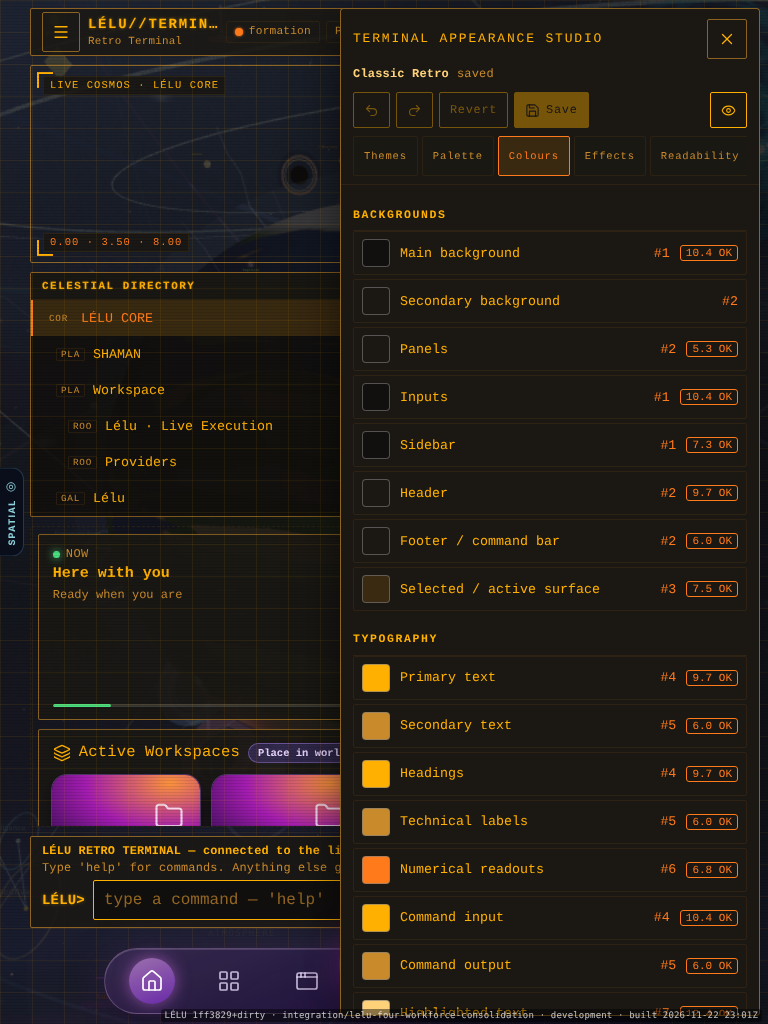 LÉLU//TERMIN…
Retro Terminal
formation
LIVE COSMOS · LÉLU CORE
0.00 · 3.50 · 8.00
CELESTIAL DIRECTORY
COR LÉLU CORE
PLA SHAMAN
PLA Workspace
ROO Lélu · Live Execution
ROO Providers
GAL Lélu
SPATIAL
NOW
Here with you
Ready when you are
Active Workspaces
Place in worl
LÉLU RETRO TERMINAL — connected to the li
Type 'help' for commands. Anything else g
LÉLU> type a command — 'help'
TERMINAL APPEARANCE STUDIO
Classic Retro saved
Revert Save
Themes Palette Colours Effects Readability
BACKGROUNDS
Main background #1 10.4 OK
Secondary background #2
Panels #2 5.3 OK
Inputs #1 10.4 OK
Sidebar #1 7.3 OK
Header #2 9.7 OK
Footer / command bar #2 6.0 OK
Selected / active surface #3 7.5 OK
TYPOGRAPHY
Primary text #4 9.7 OK
Secondary text #5 6.0 OK
Headings #4 9.7 OK
Technical labels #5 6.0 OK
Numerical readouts #6 6.8 OK
Command input #4 10.4 OK
Command output #5 6.0 OK
Highlighted text
LÉLU 1ff3829+dirty · integration/lelu-four-workforce-consolidation · development · built 2026-11-22 23:01Z